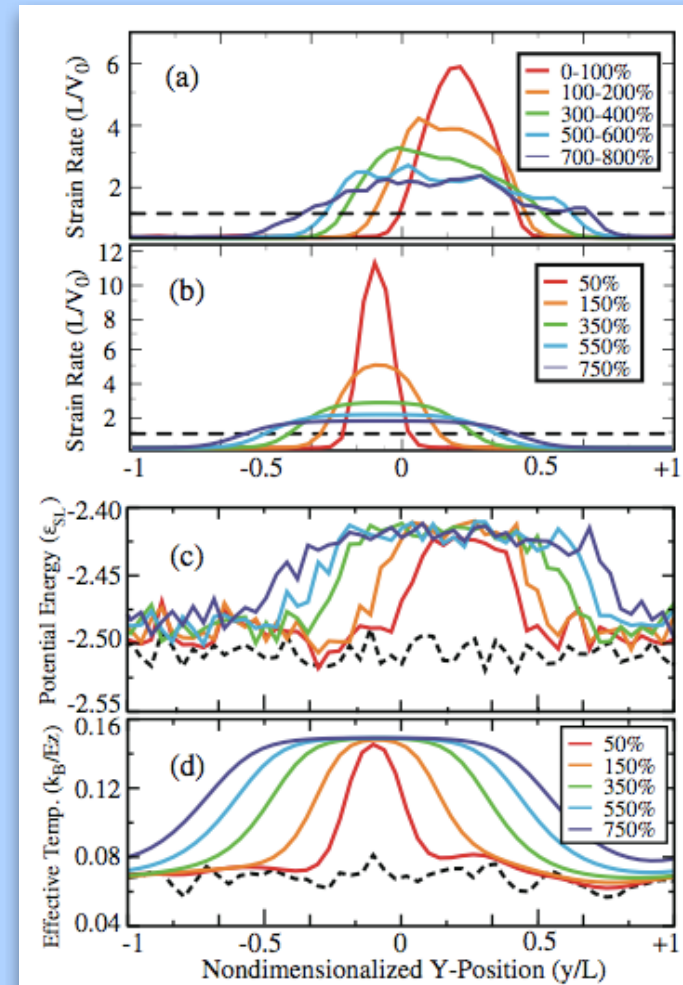 (a)
Strain Rate (L/V₀)
6
4
2
0-100%
100-200%
300-400%
500-600%
700-800%
(b)
Strain Rate (L/V₀)
12
10
8
6
4
2
50%
150%
350%
550%
750%
-1 -0.5 0 0.5 +1
(c)
Potential Energy (ε_SL)
-2.40
-2.45
-2.50
-2.55
(d)
Effective Temp. (k_B/Ez)
0.16
0.12
0.08
0.04
50%
150%
350%
550%
750%
-1 -0.5 0 0.5 +1
Nondimensionalized Y-Position (y/L)